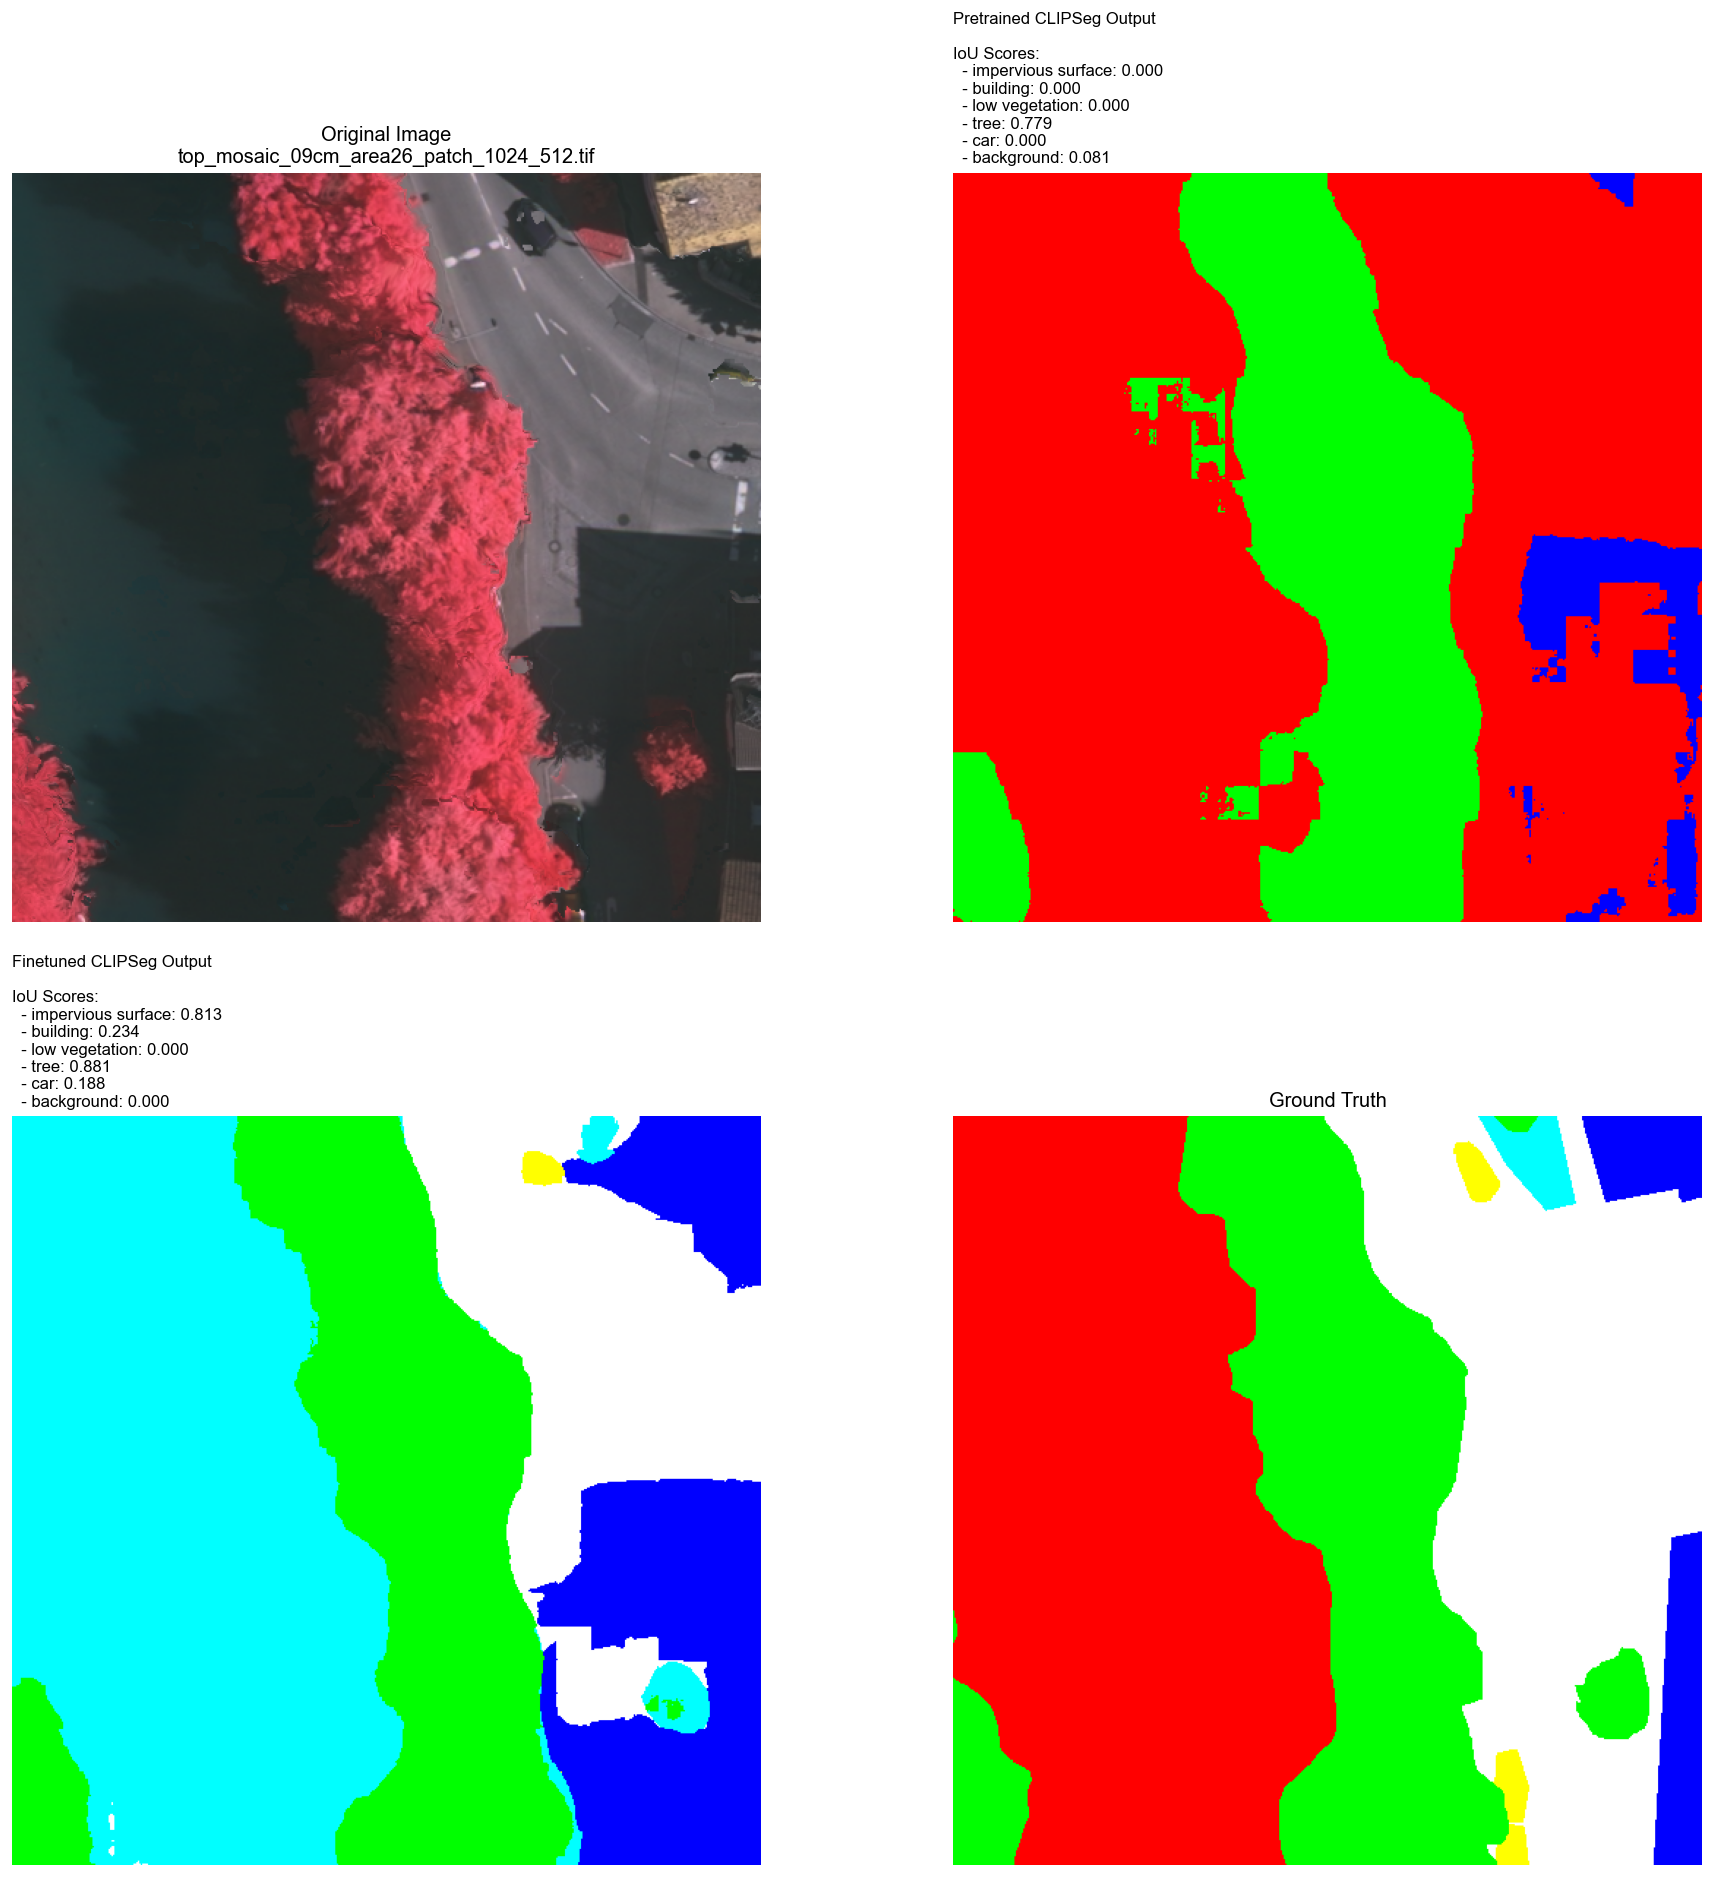 Original Image
top_mosaic_09cm_area26_patch_1024_512.tif
Pretrained CLIPSeg Output
IoU Scores:
- impervious surface: 0.000
- building: 0.000
- low vegetation: 0.000
- tree: 0.779
- car: 0.000
- background: 0.081
Finetuned CLIPSeg Output
IoU Scores:
- impervious surface: 0.813
- building: 0.234
- low vegetation: 0.000
- tree: 0.881
- car: 0.188
- background: 0.000
Ground Truth